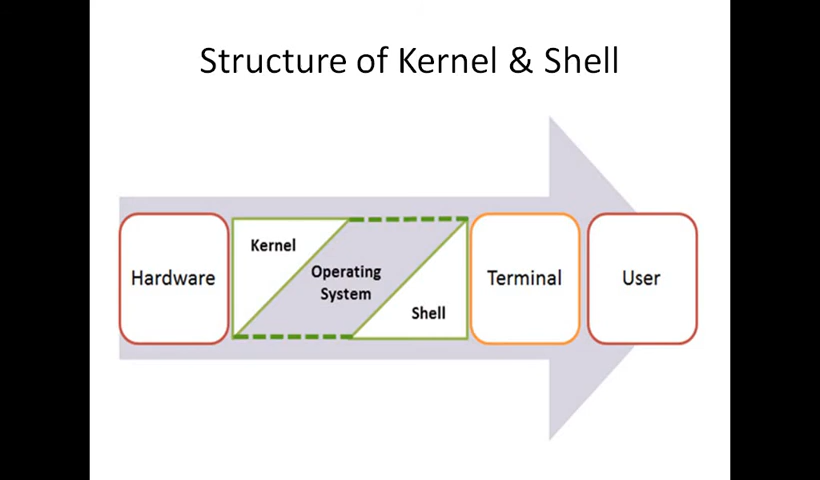 Structure of Kernel & Shell
Hardware
Kernel
Operating
System
Shell
Terminal
User